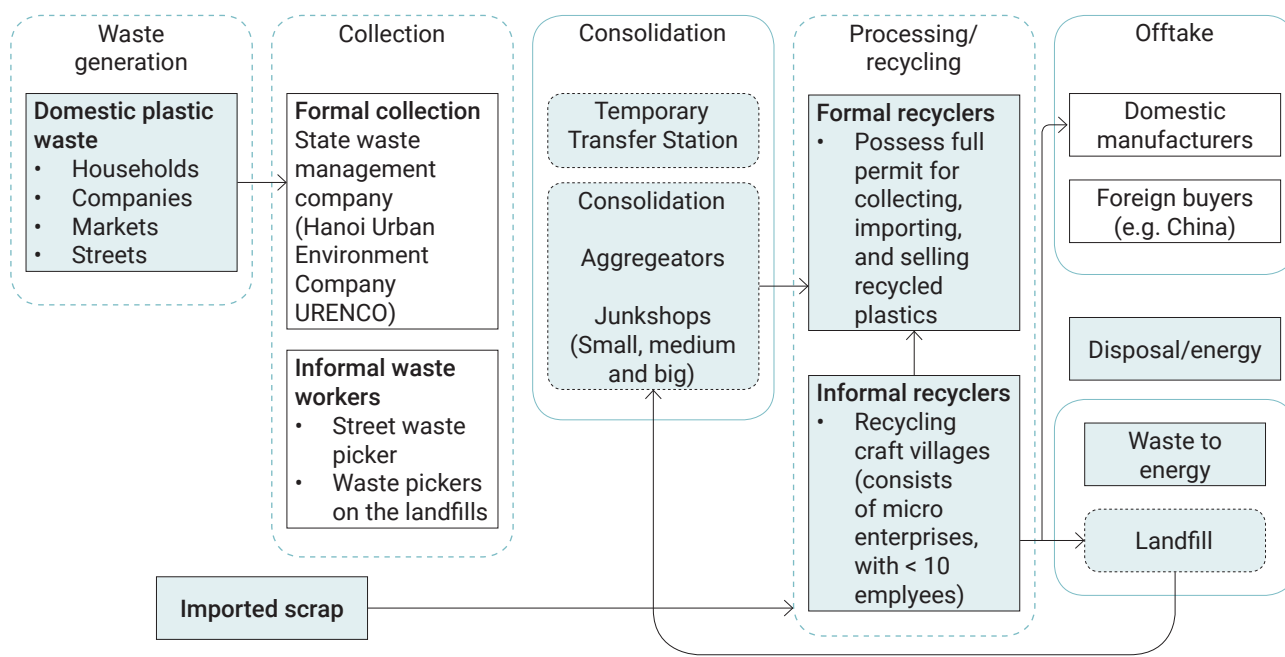 Waste
generation
Domestic plastic
waste
• Households
• Companies
• Markets
• Streets
Collection
Formal collection
State waste
management
company
(Hanoi Urban
Environment
Company
URENCO)
Informal waste
workers
• Street waste
picker
• Waste pickers
on the landfills
Imported scrap
Consolidation
Temporary
Transfer Station
Consolidation
Aggregeators
Junkshops
(Small, medium
and big)
Processing/
recycling
Formal recyclers
• Possess full
permit for
collecting,
importing,
and selling
recycled
plastics
Informal recyclers
• Recycling
craft villages
(consists
of micro
enterprises,
with < 10
emplyees)
Offtake
Domestic
manufacturers
Foreign buyers
(e.g. China)
Disposal/energy
Waste to
energy
Landfill